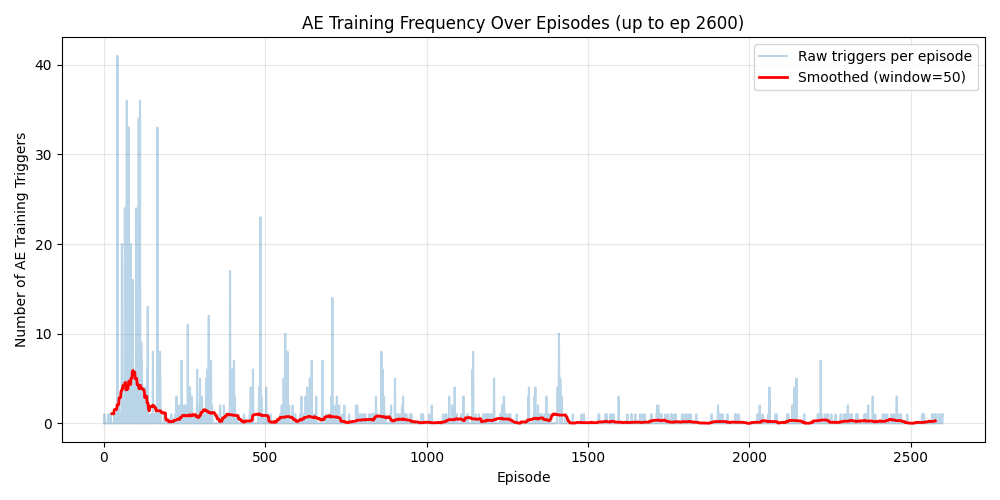 AE Training Frequency Over Episodes (up to ep 2600)
Raw triggers per episode
Smoothed (window=50)
Number of AE Training Triggers
40
30
20
10
0
0 500 1000 1500 2000 2500
Episode